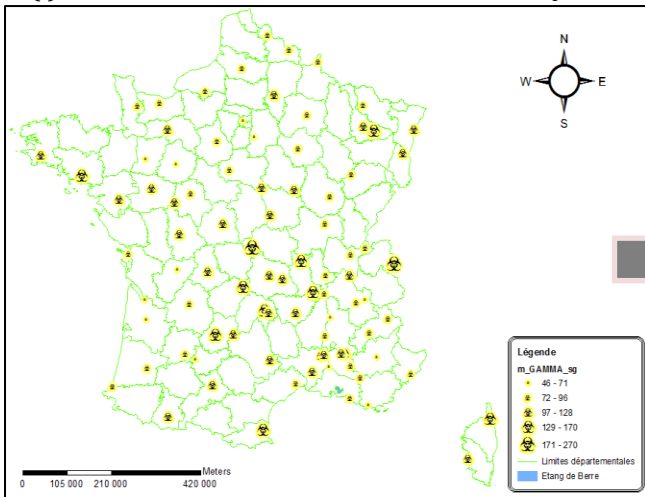 N
W E
S
Légende
m_GAMMA_sg
46 - 71
72 - 96
97 - 128
129 - 170
171 - 270
Limites départementales
Etang de Berre
Meters
0 105 000 210 000 420 000